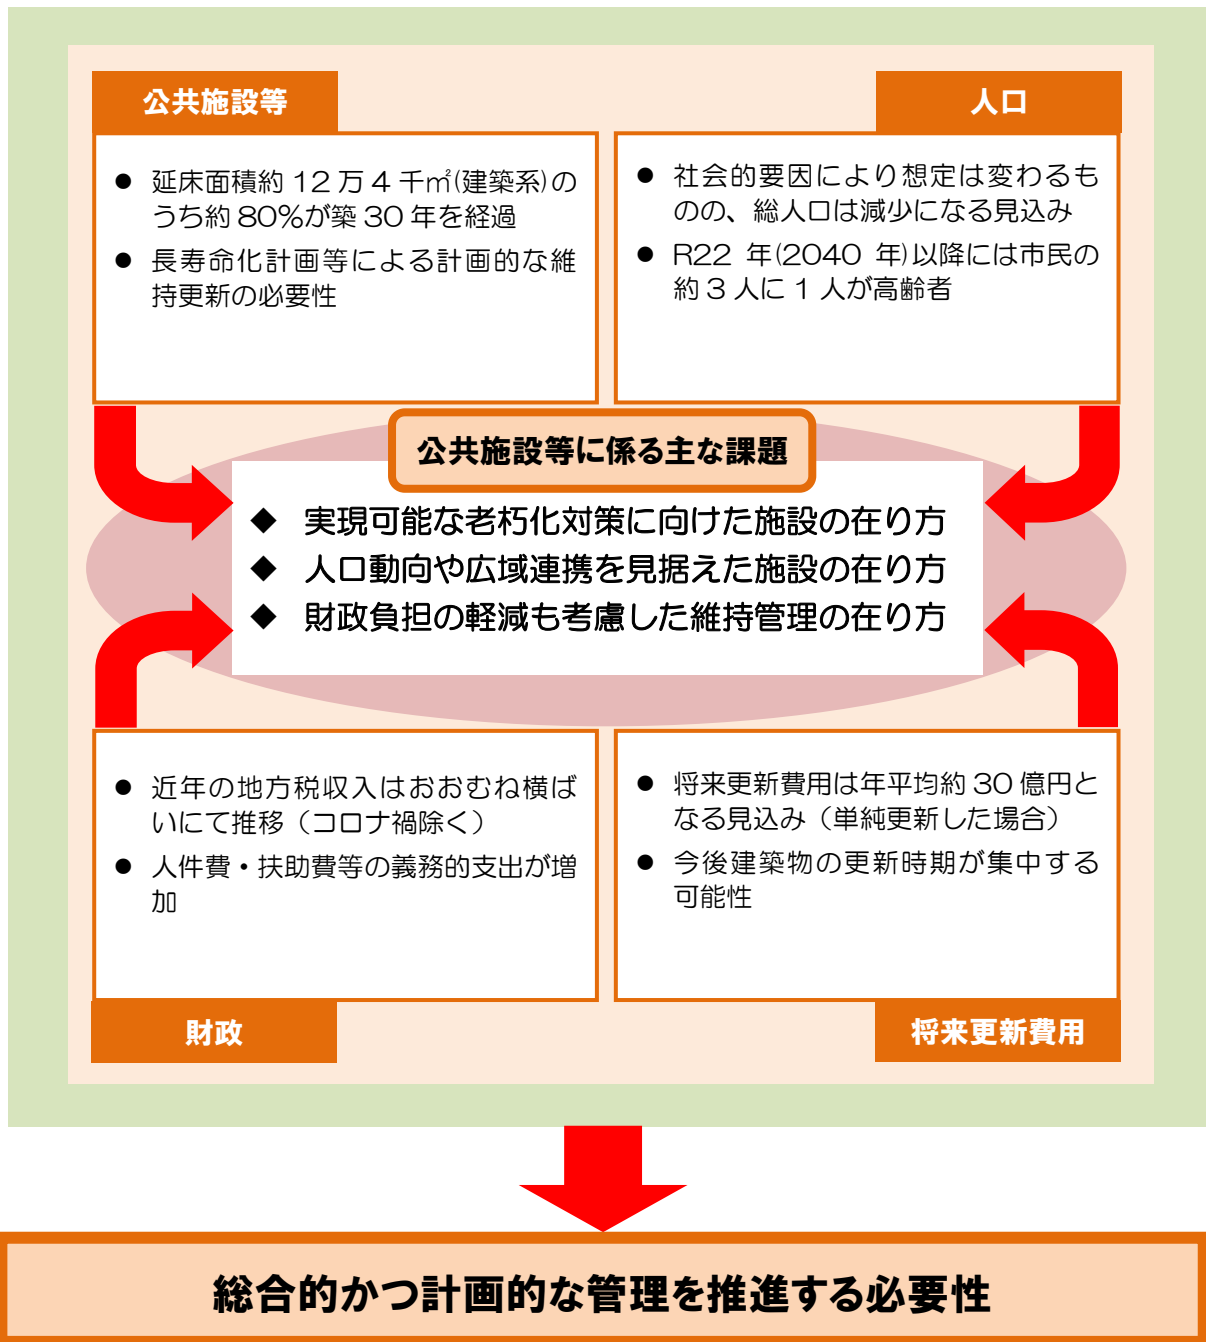 公共施設等
● 延床面積約 12 万 4 千㎡(建築系)の
うち約 80%が築 30 年を経過
● 長寿命化計画等による計画的な維
持更新の必要性
人口
● 社会的要因により想定は変わるも
のの、総人口は減少になる見込み
● R22 年(2040 年)以降には市民の
約 3 人に 1 人が高齢者
公共施設等に係る主な課題
◆ 実現可能な老朽化対策に向けた施設の在り方
◆ 人口動向や広域連携を見据えた施設の在り方
◆ 財政負担の軽減も考慮した維持管理の在り方
● 近年の地方税収入はおおむね横ば
いにて推移（コロナ禍除く）
● 人件費・扶助費等の義務的支出が増
加
財政
● 将来更新費用は年平均約 30 億円と
なる見込み（単純更新した場合）
● 今後建築物の更新時期が集中する
可能性
将来更新費用
総合的かつ計画的な管理を推進する必要性